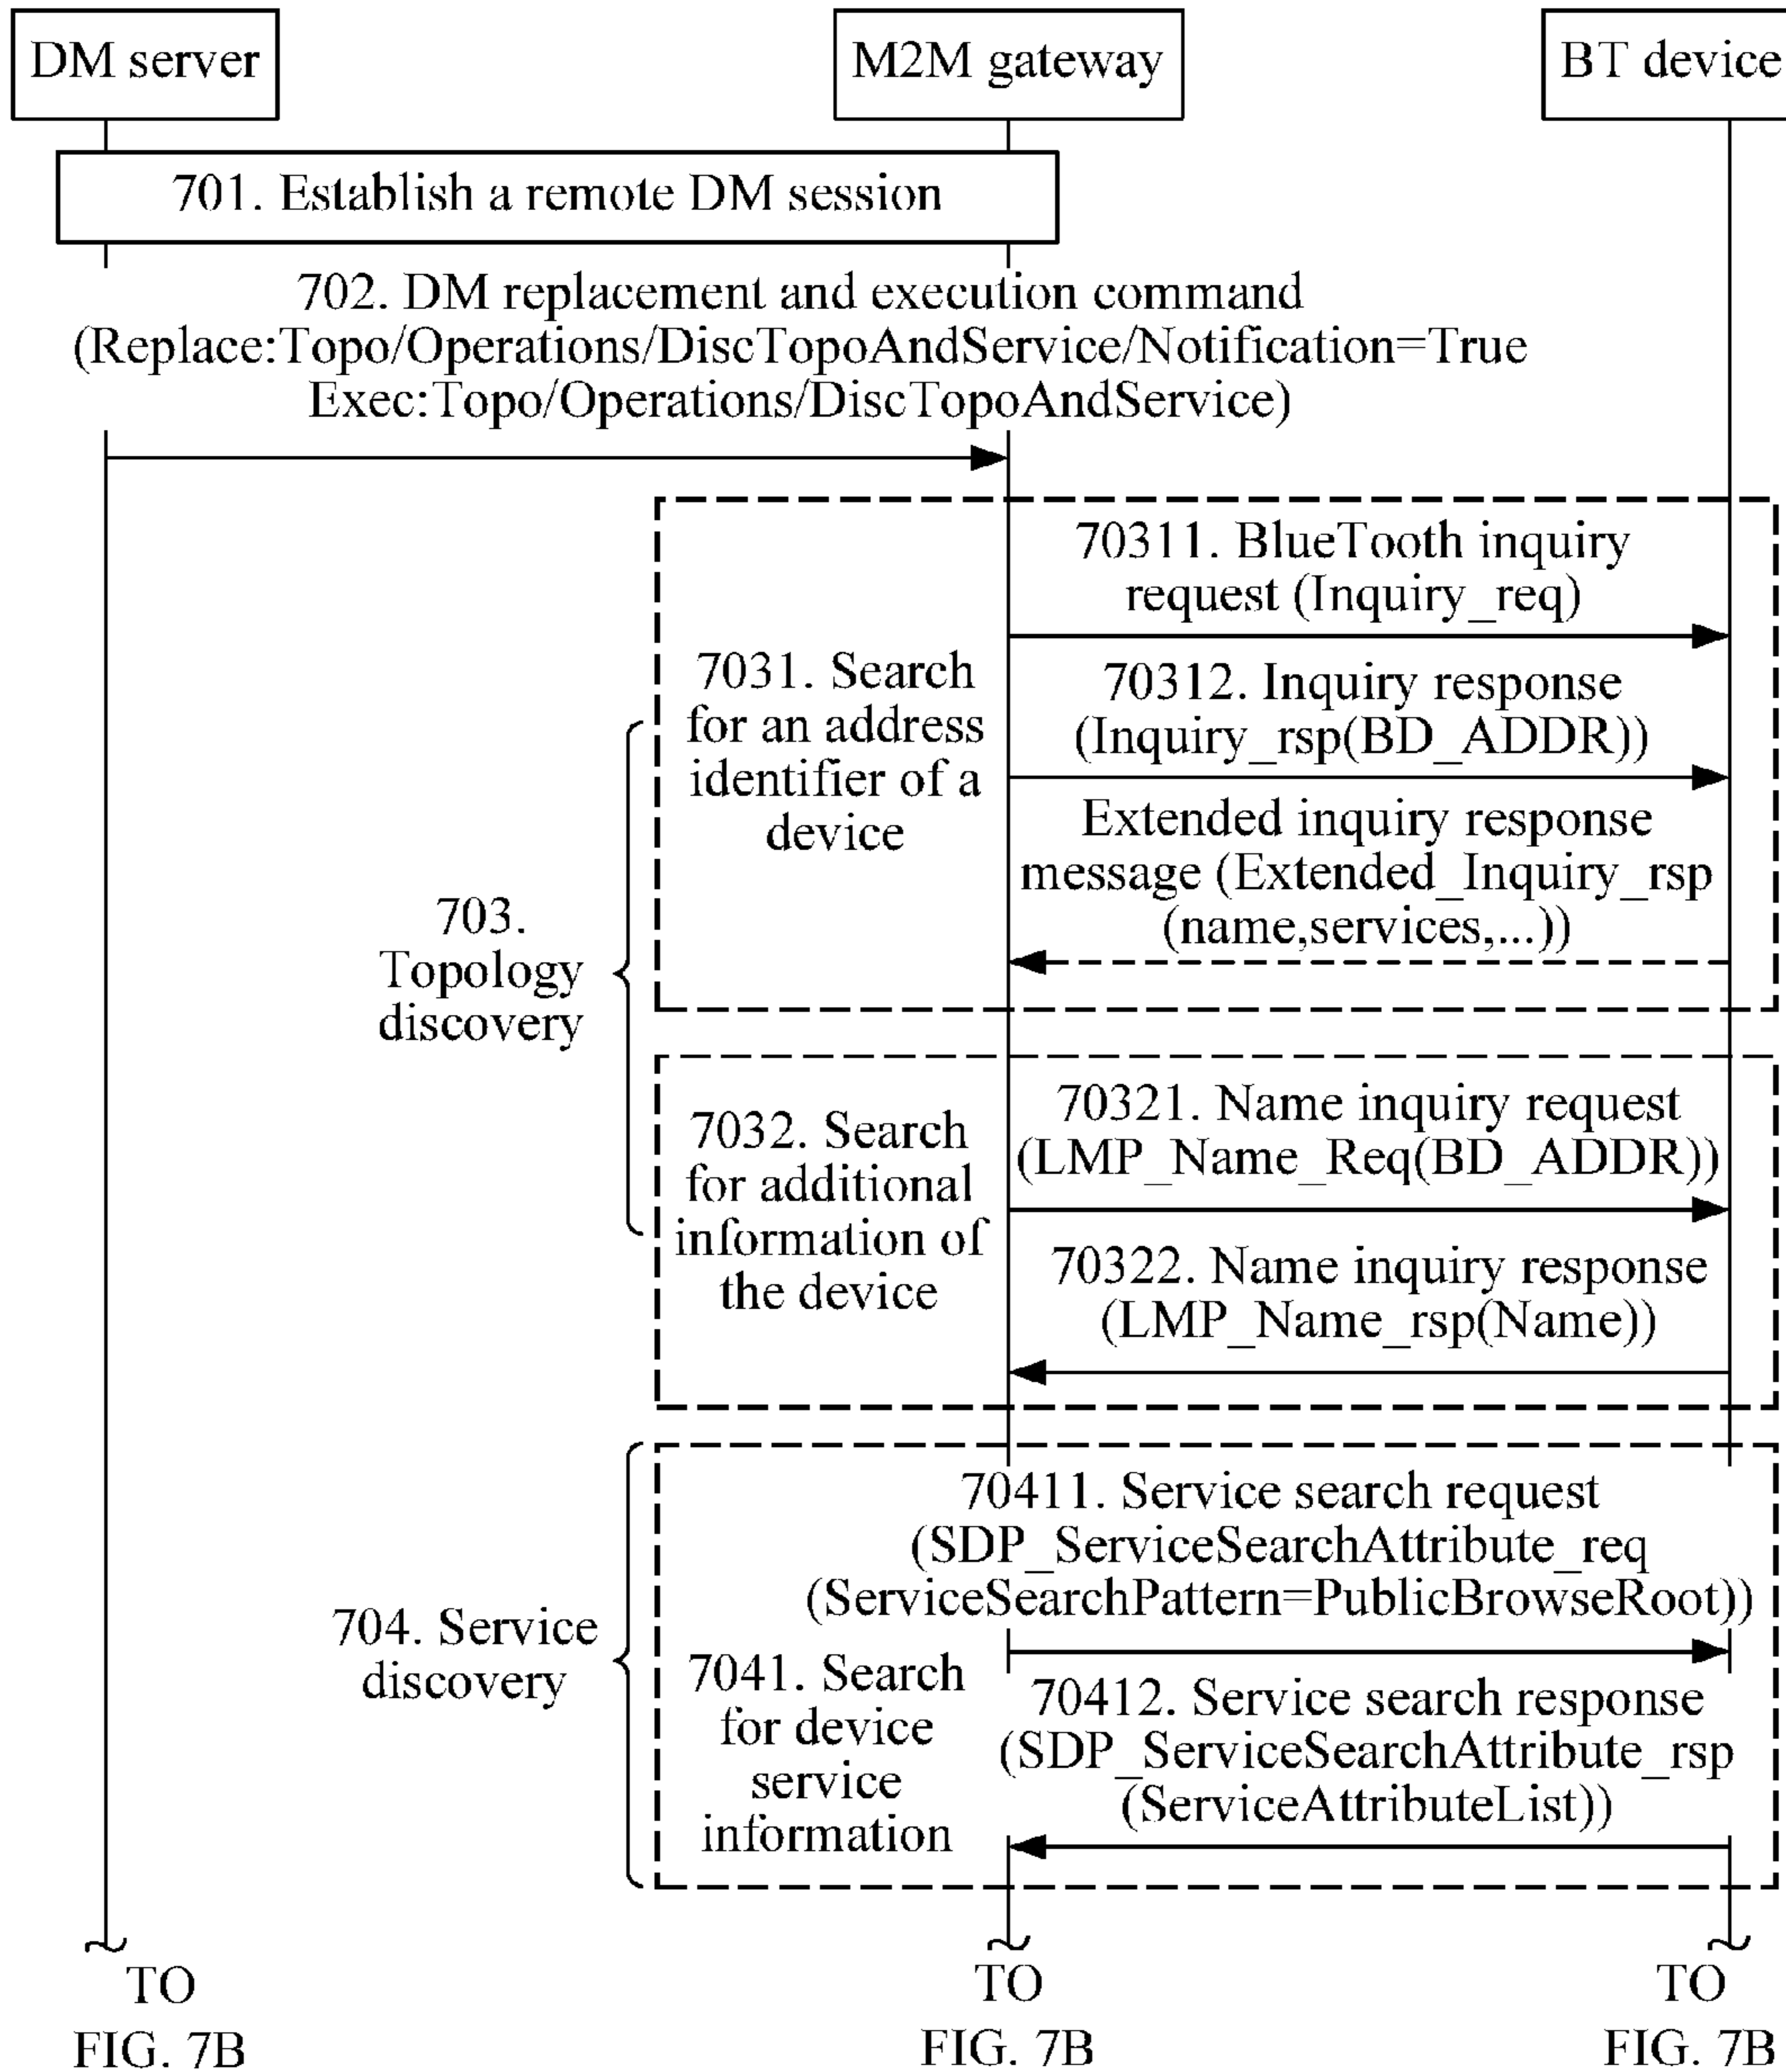 DM server
M2M gateway
BT device
701. Establish a remote DM session
702. DM replacement and execution command
(Replace:Topo/Operations/DiscTopoAndService/Notification=True
Exec:Topo/Operations/DiscTopoAndService)
703.
Topology
discovery
7031. Search
for an address
identifier of a
device
70311. BlueTooth inquiry
request (Inquiry_req)
70312. Inquiry response
(Inquiry_rsp(BD_ADDR))
Extended inquiry response
message (Extended_Inquiry_rsp
(name,services,...))
7032. Search
for additional
information of
the device
70321. Name inquiry request
(LMP_Name_Req(BD_ADDR))
70322. Name inquiry response
(LMP_Name_rsp(Name))
704. Service
discovery
70411. Service search request
(SDP_ServiceSearchAttribute_req
(ServiceSearchPattern=PublicBrowseRoot))
7041. Search
for device
service
information
70412. Service search response
(SDP_ServiceSearchAttribute_rsp
(ServiceAttributeList))
TO
FIG. 7B
TO
FIG. 7B
TO
FIG. 7B